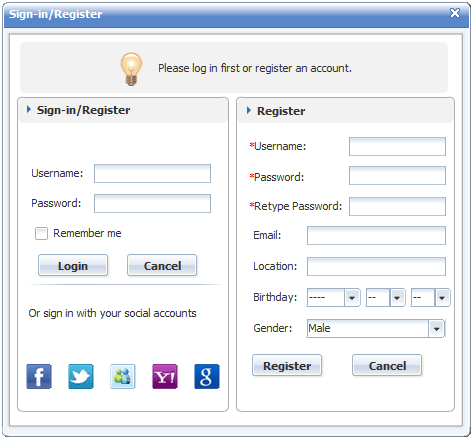 Sign-in/Register
Please log in first or register an account.
Sign-in/Register
Username:
Password:
Remember me
Login Cancel
Or sign in with your social accounts
f Y! g
Register
*Username:
*Password:
*Retype Password:
Email:
Location:
Birthday: ---- -- --
Gender: Male
Register Cancel